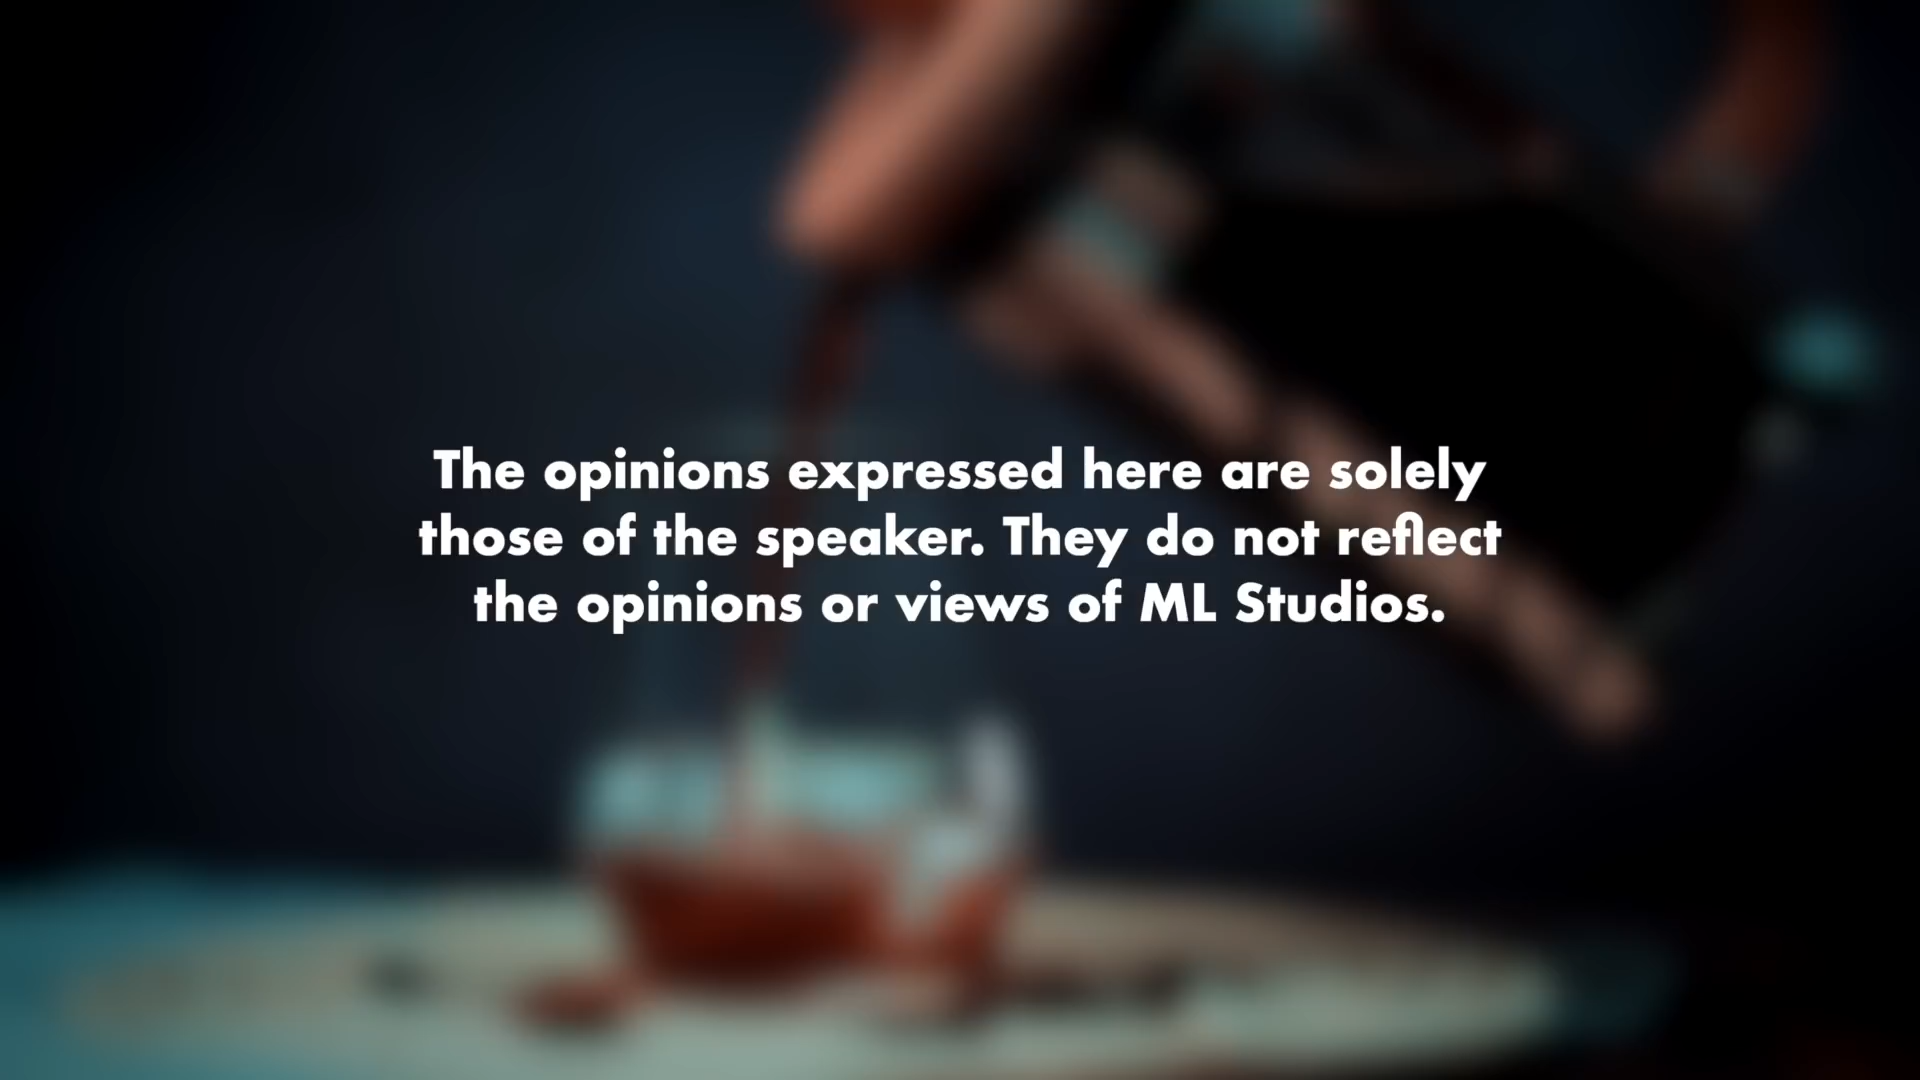 The opinions expressed here are solely
those of the speaker. They do not reflect
the opinions or views of ML Studios.